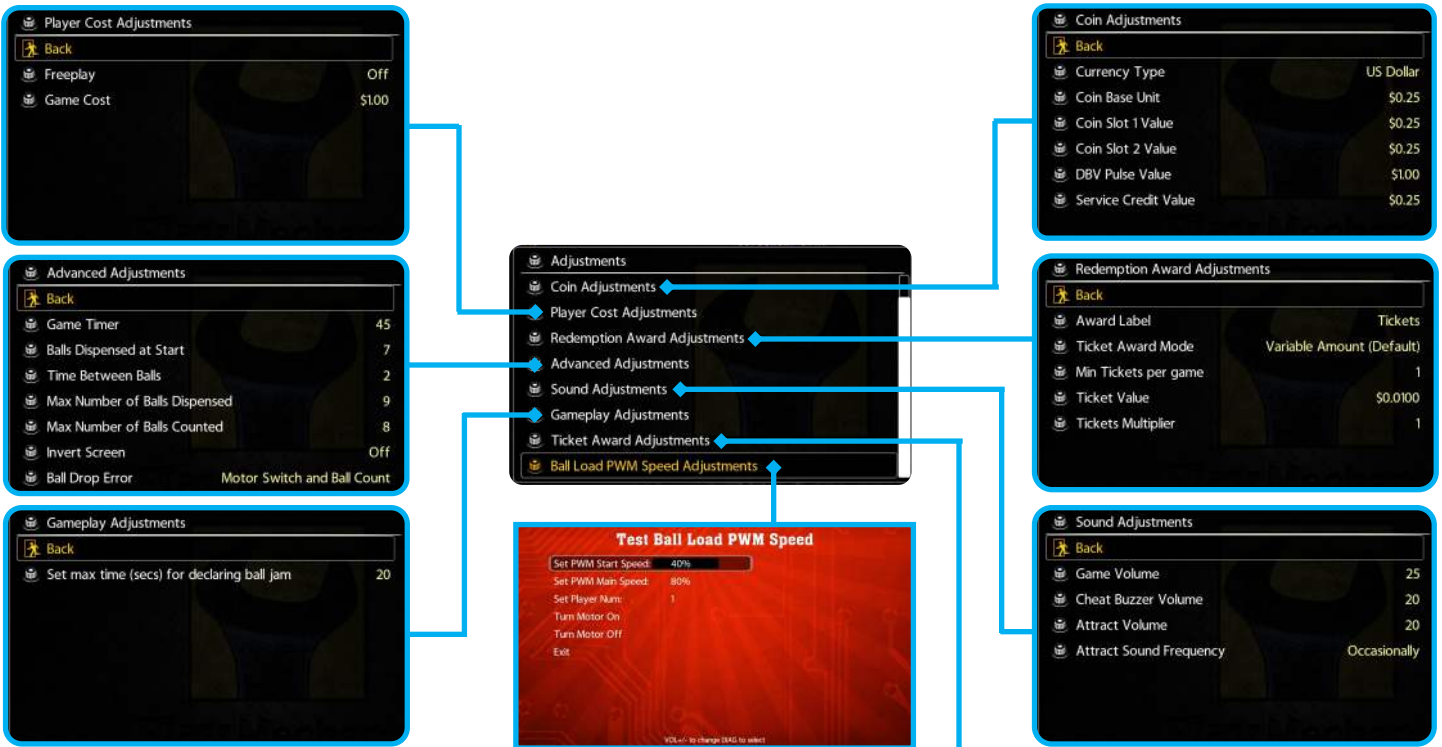 Player Cost Adjustments
Back
Freeplay Off
Game Cost $1.00
Advanced Adjustments
Back
Game Timer 45
Balls Dispensed at Start 7
Time Between Balls 2
Max Number of Balls Dispensed 9
Max Number of Balls Counted 8
Invert Screen Off
Ball Drop Error Motor Switch and Ball Count
Gameplay Adjustments
Back
Set max time (secs) for declaring ball jam 20
Adjustments
Coin Adjustments
Player Cost Adjustments
Redemption Award Adjustments
Advanced Adjustments
Sound Adjustments
Gameplay Adjustments
Ticket Award Adjustments
Ball Load PWM Speed Adjustments
Test Ball Load PWM Speed
Set PWM Start Speed: 40%
Set PWM Main Speed: 80%
Set Player Num: 1
Turn Motor On
Turn Motor Off
Exit
VOL+/- to change DIAG to select
Coin Adjustments
Back
Currency Type US Dollar
Coin Base Unit $0.25
Coin Slot 1 Value $0.25
Coin Slot 2 Value $0.25
DBV Pulse Value $1.00
Service Credit Value $0.25
Redemption Award Adjustments
Back
Award Label Tickets
Ticket Award Mode Variable Amount (Default)
Min Tickets per game 1
Ticket Value $0.0100
Tickets Multiplier 1
Sound Adjustments
Back
Game Volume 25
Cheat Buzzer Volume 20
Attract Volume 20
Attract Sound Frequency Occasionally